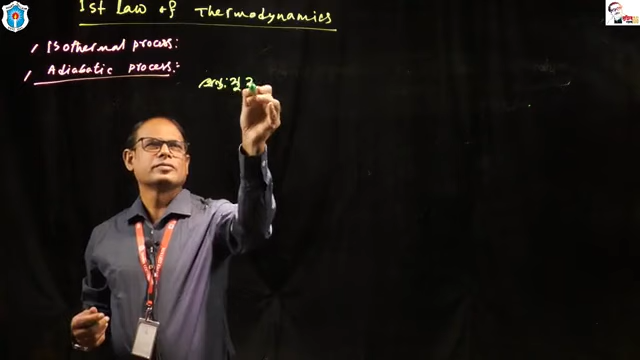 1st Law of Thermodynamics
/ Isothermal process:
/ Adiabatic process:-